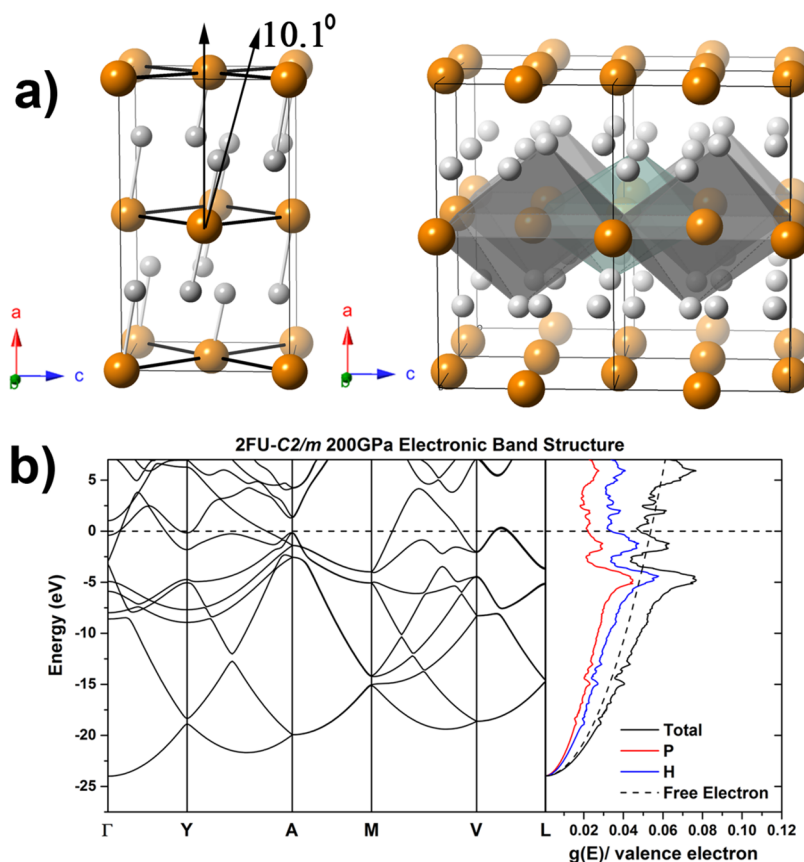 10.1⁰
a)
a
b
c
a
b
c
b)
2FU-C2/m 200GPa Electronic Band Structure
5
0
-5
-10
-15
-20
-25
Energy (eV)
Γ Y A M V L
Total
P
H
Free Electron
0.02 0.04 0.06 0.08 0.10 0.12
g(E)/ valence electron